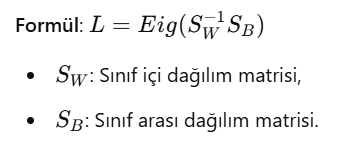 Formül: L = Eig(S_W^{-1} S_B)
• S_W: Sınıf içi dağılım matrisi,
• S_B: Sınıf arası dağılım matrisi.